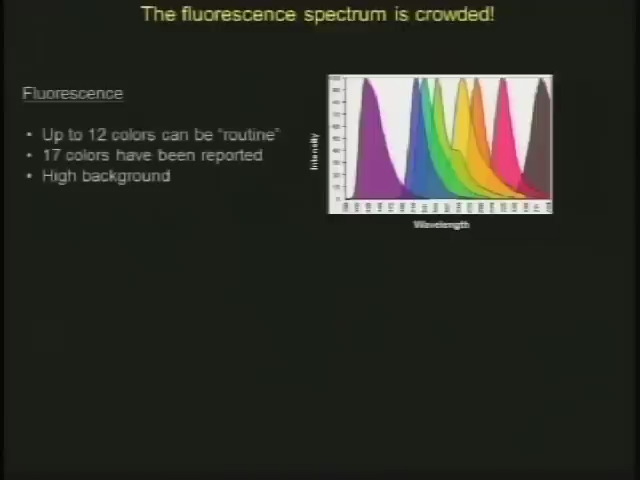 The fluorescence spectrum is crowded!
Fluorescence
• Up to 12 colors can be “routine”
• 17 colors have been reported
• High background
Intensity
Wavelength